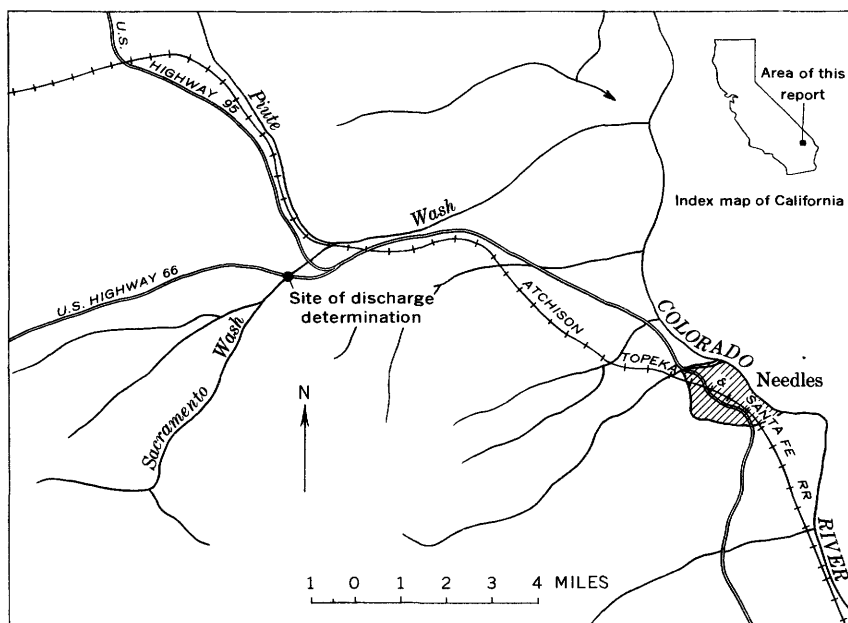 U.S.
HIGHWAY 95
Piute
Wash
Area of this
report
Index map of California
U.S. HIGHWAY 66
Site of discharge
determination
Sacramento Wash
ATCHISON
TOPEKA
& SANTA FE
RR
COLORADO
RIVER
Needles
N
1 0 1 2 3 4 MILES